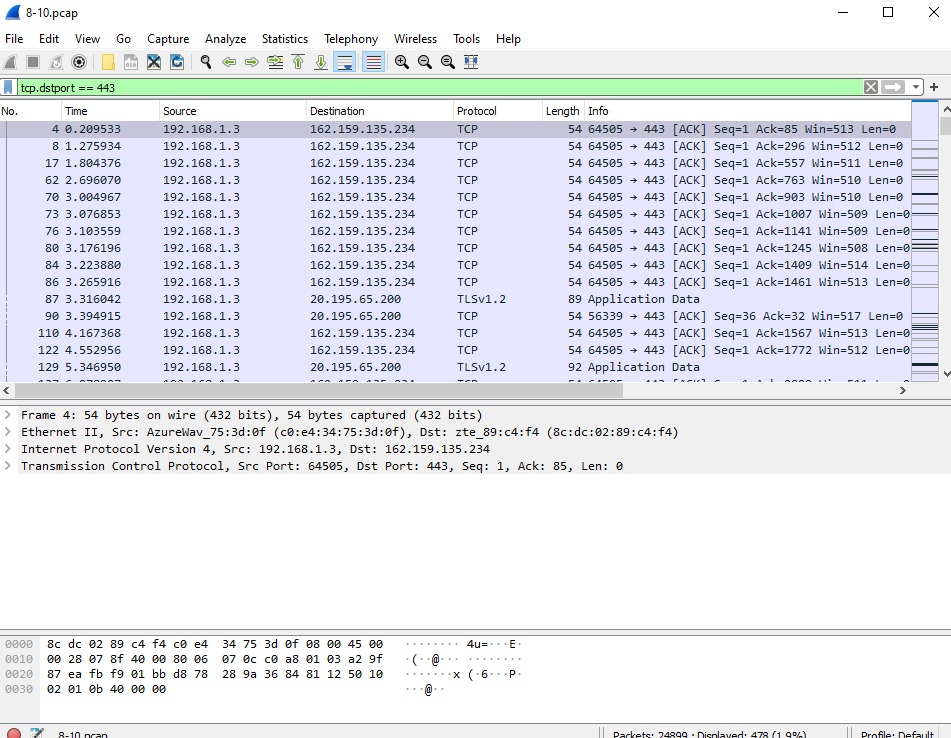 8-10.pcap
File Edit View Go Capture Analyze Statistics Telephony Wireless Tools Help
tcp.dstport == 443
No. Time Source Destination Protocol Length Info
4 0.209533 192.168.1.3 162.159.135.234 TCP 54 64505 → 443 [ACK] Seq=1 Ack=85 Win=513 Len=0
8 1.275934 192.168.1.3 162.159.135.234 TCP 54 64505 → 443 [ACK] Seq=1 Ack=296 Win=512 Len=0
17 1.804376 192.168.1.3 162.159.135.234 TCP 54 64505 → 443 [ACK] Seq=1 Ack=557 Win=511 Len=0
62 2.696070 192.168.1.3 162.159.135.234 TCP 54 64505 → 443 [ACK] Seq=1 Ack=763 Win=510 Len=0
70 3.004967 192.168.1.3 162.159.135.234 TCP 54 64505 → 443 [ACK] Seq=1 Ack=903 Win=510 Len=0
73 3.076853 192.168.1.3 162.159.135.234 TCP 54 64505 → 443 [ACK] Seq=1 Ack=1007 Win=509 Len=0
76 3.103559 192.168.1.3 162.159.135.234 TCP 54 64505 → 443 [ACK] Seq=1 Ack=1141 Win=509 Len=0
80 3.176196 192.168.1.3 162.159.135.234 TCP 54 64505 → 443 [ACK] Seq=1 Ack=1245 Win=508 Len=0
84 3.223880 192.168.1.3 162.159.135.234 TCP 54 64505 → 443 [ACK] Seq=1 Ack=1409 Win=514 Len=0
86 3.265916 192.168.1.3 162.159.135.234 TCP 54 64505 → 443 [ACK] Seq=1 Ack=1461 Win=513 Len=0
87 3.316042 192.168.1.3 20.195.65.200 TLSv1.2 89 Application Data
90 3.394915 192.168.1.3 20.195.65.200 TCP 54 56339 → 443 [ACK] Seq=36 Ack=32 Win=517 Len=0
110 4.167368 192.168.1.3 162.159.135.234 TCP 54 64505 → 443 [ACK] Seq=1 Ack=1567 Win=513 Len=0
122 4.552956 192.168.1.3 162.159.135.234 TCP 54 64505 → 443 [ACK] Seq=1 Ack=1772 Win=512 Len=0
129 5.346950 192.168.1.3 20.195.65.200 TLSv1.2 92 Application Data
Frame 4: 54 bytes on wire (432 bits), 54 bytes captured (432 bits)
Ethernet II, Src: AzureWav_75:3d:0f (c0:e4:34:75:3d:0f), Dst: zte_89:c4:f4 (8c:dc:02:89:c4:f4)
Internet Protocol Version 4, Src: 192.168.1.3, Dst: 162.159.135.234
Transmission Control Protocol, Src Port: 64505, Dst Port: 443, Seq: 1, Ack: 85, Len: 0
0000 8c dc 02 89 c4 f4 c0 e4 34 75 3d 0f 08 00 45 00 ········ 4u=···E·
0010 00 28 07 8f 40 00 80 06 07 0c c0 a8 01 03 a2 9f ·(··@··· ········
0020 87 ea fb f9 01 bb d8 78 28 9a 36 84 81 12 50 10 ·······x (·6···P·
0030 02 01 0b 40 00 00 ···@··
8-10.pcap Packets: 24899 · Displayed: 478 (1.9%) Profile: Default